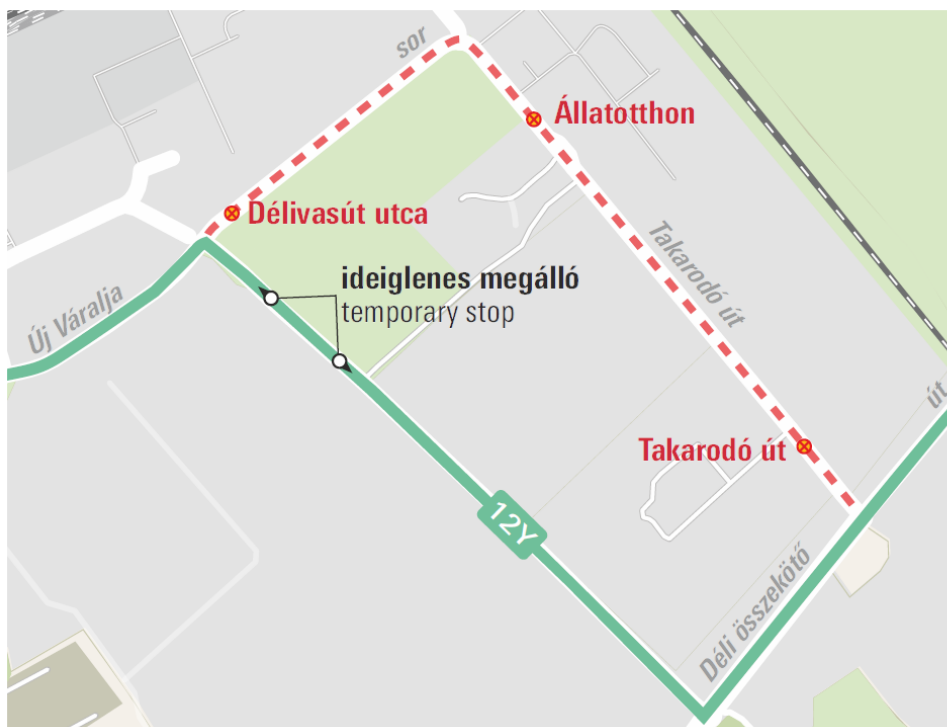 sor
Állatotthon
Délivasút utca
Takarodó út
ideiglenes megálló
temporary stop
Új Váralja
út
Takarodó út
12Y
Déli összekötő